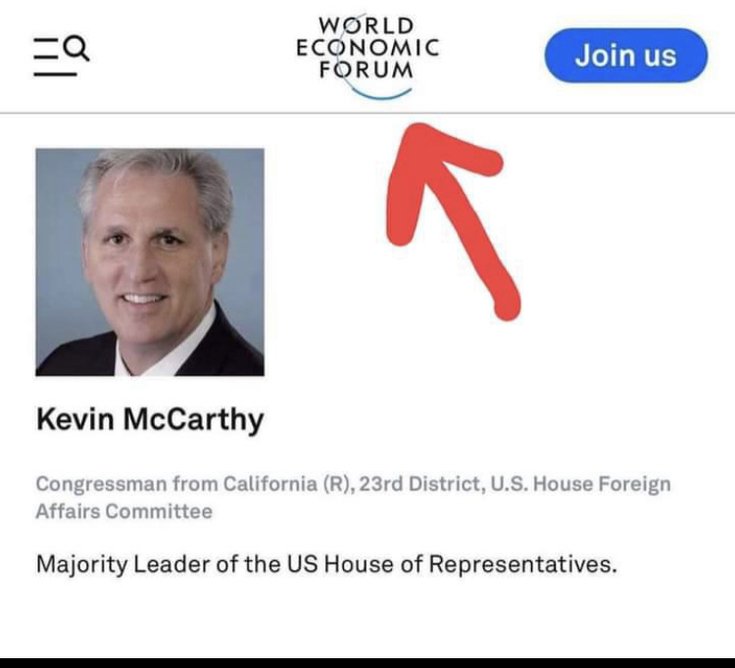 WORLD
ECONOMIC
FORUM
Join us
Kevin McCarthy
Congressman from California (R), 23rd District, U.S. House Foreign
Affairs Committee
Majority Leader of the US House of Representatives.